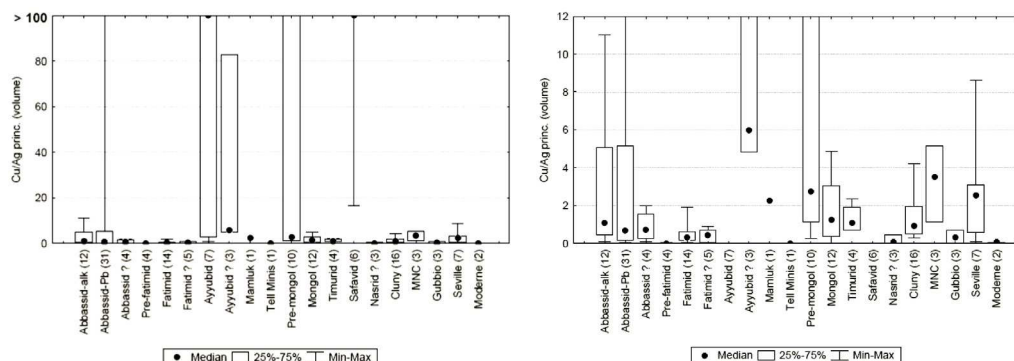 > 100
80
60
40
20
0
Cu/Ag princ. (volume)
Abbassid-alk (12)
Abbassid-Pb (31)
Abbassid ? (4)
Pre-fatimid (4)
Fatimid (14)
Fatimid ? (5)
Ayyubid (7)
Ayyubid ? (3)
Mamluk (1)
Tell Minis (1)
Pre-mongol (10)
Mongol (12)
Timurid (4)
Safavid (6)
Nasrid ? (3)
Cluny (16)
MNC (3)
Gubbio (3)
Seville (7)
Moderne (2)
Median 25%-75% Min-Max
12
10
8
6
4
2
0
Cu/Ag princ. (volume)
Abbassid-alk (12)
Abbassid-Pb (31)
Abbassid ? (4)
Pre-fatimid (4)
Fatimid (14)
Fatimid ? (5)
Ayyubid (7)
Ayyubid ? (3)
Mamluk (1)
Tell Minis (1)
Pre-mongol (10)
Mongol (12)
Timurid (4)
Safavid (6)
Nasrid ? (3)
Cluny (16)
MNC (3)
Gubbio (3)
Seville (7)
Moderne (2)
Median 25%-75% Min-Max